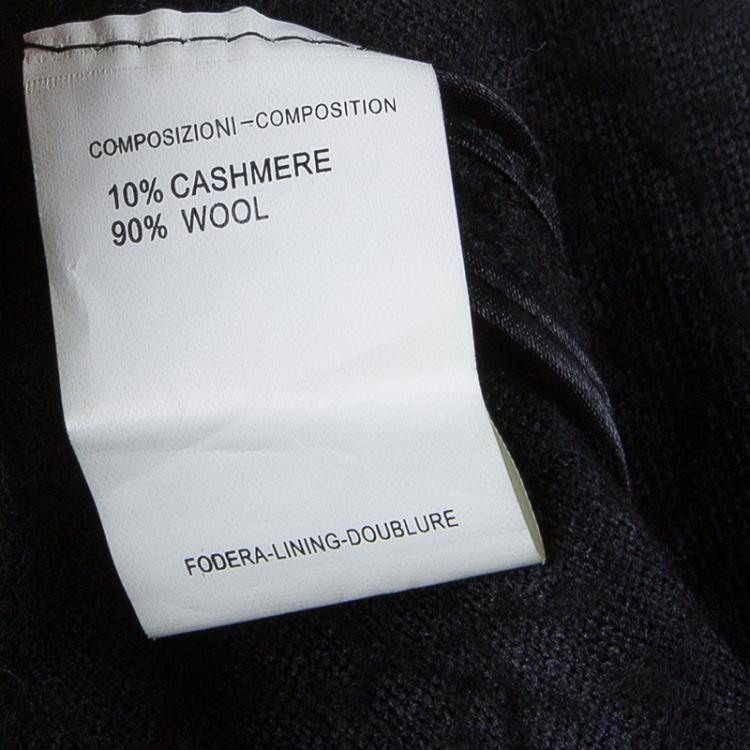 COMPOSIZIONI-COMPOSITION
10% CASHMERE
90% WOOL
FODERA-LINING-DOUBLURE